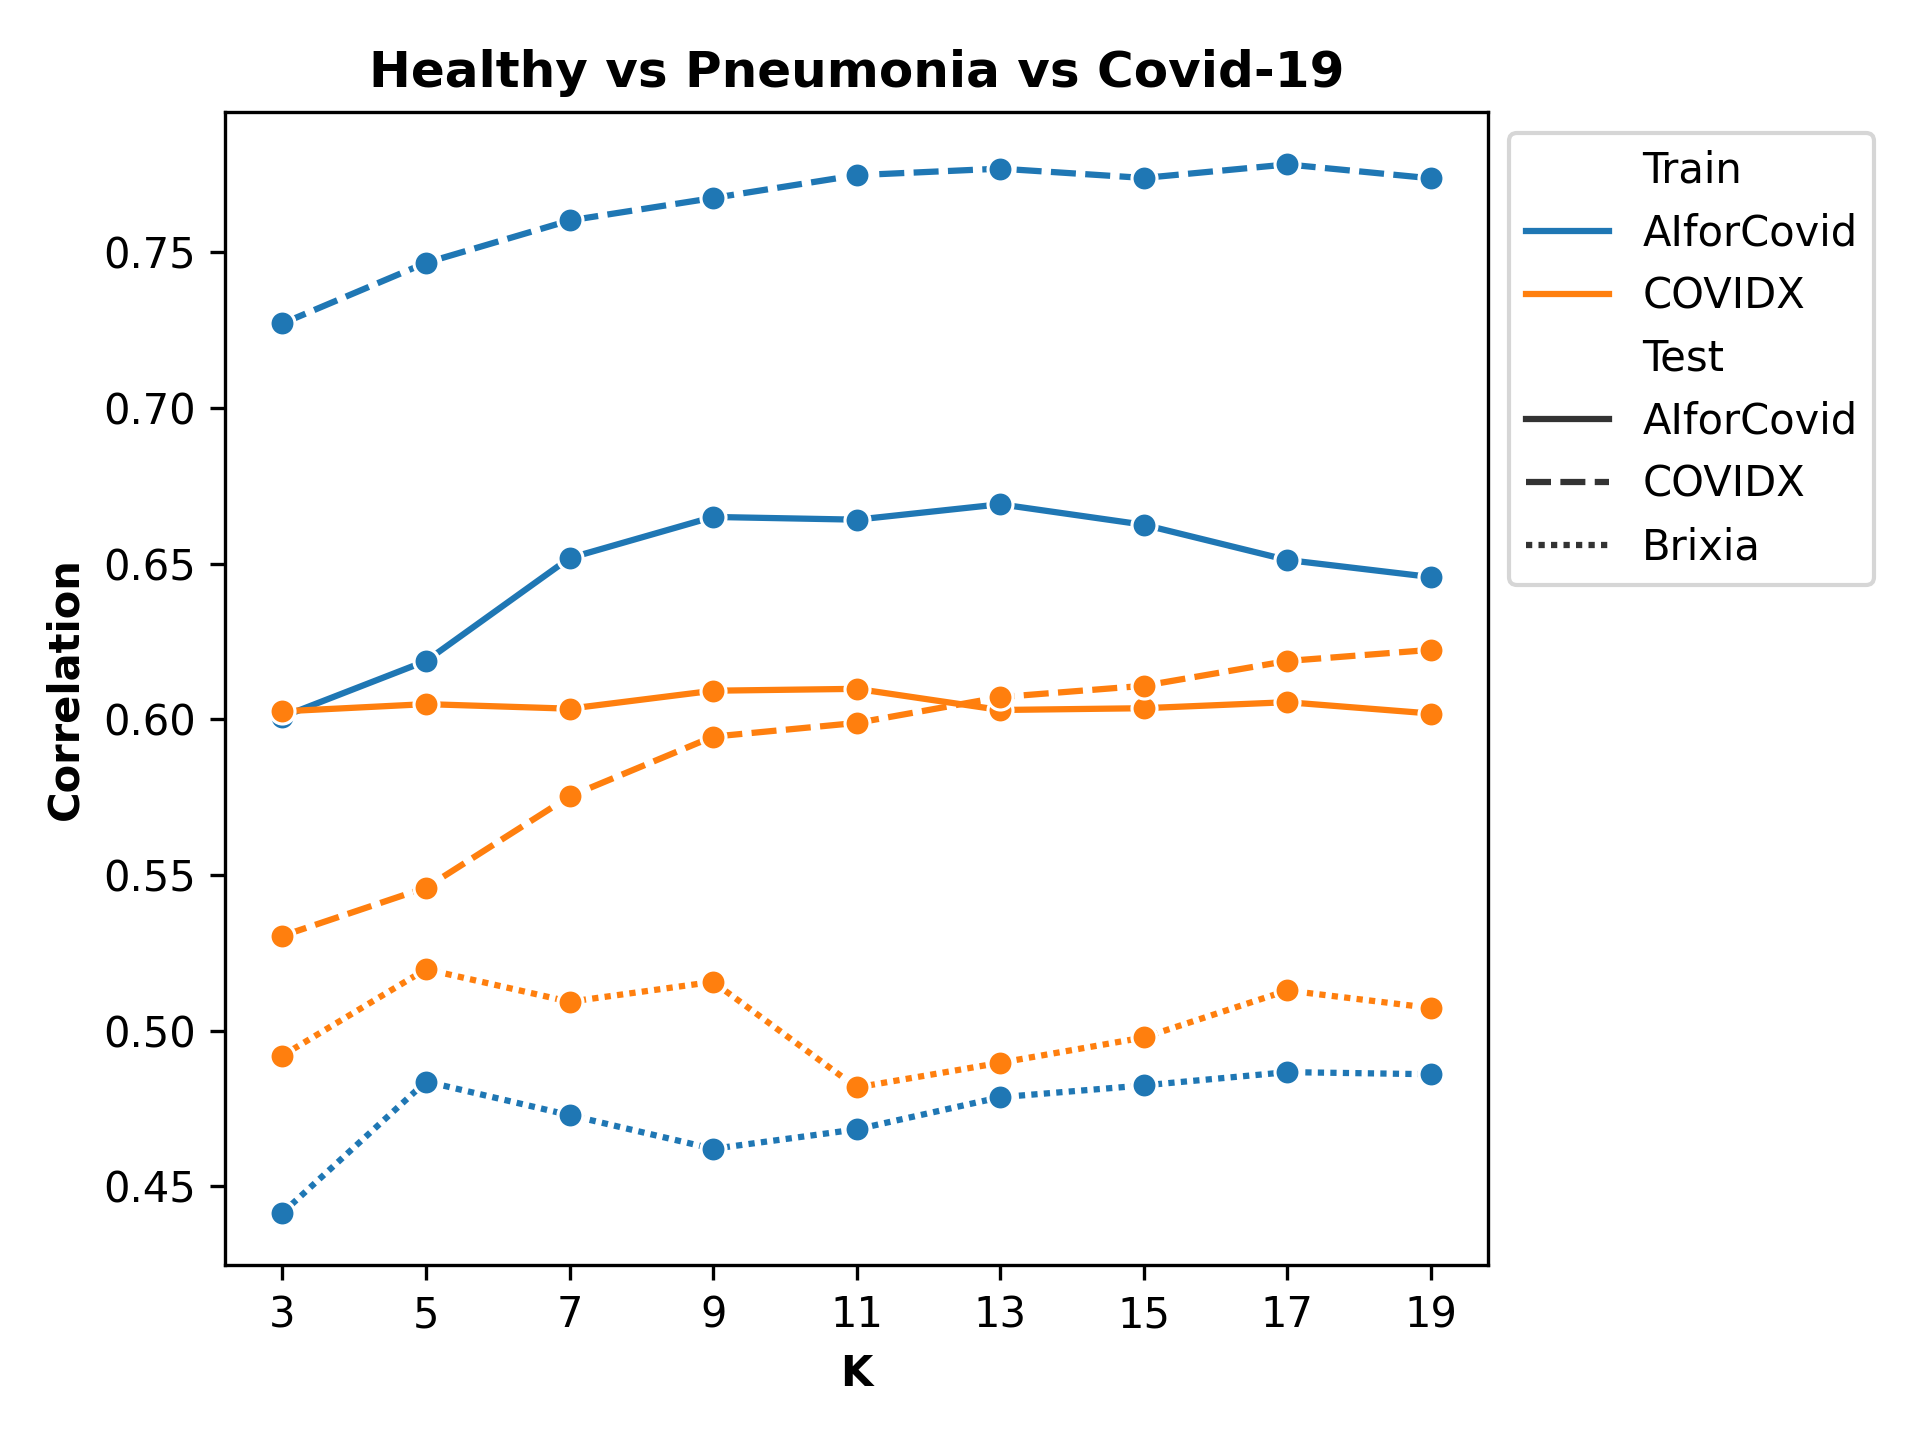 Healthy vs Pneumonia vs Covid-19
Train
AIforCovid
COVIDX
Test
AIforCovid
COVIDX
Brixia
Correlation
0.75
0.70
0.65
0.60
0.55
0.50
0.45
3 5 7 9 11 13 15 17 19
K